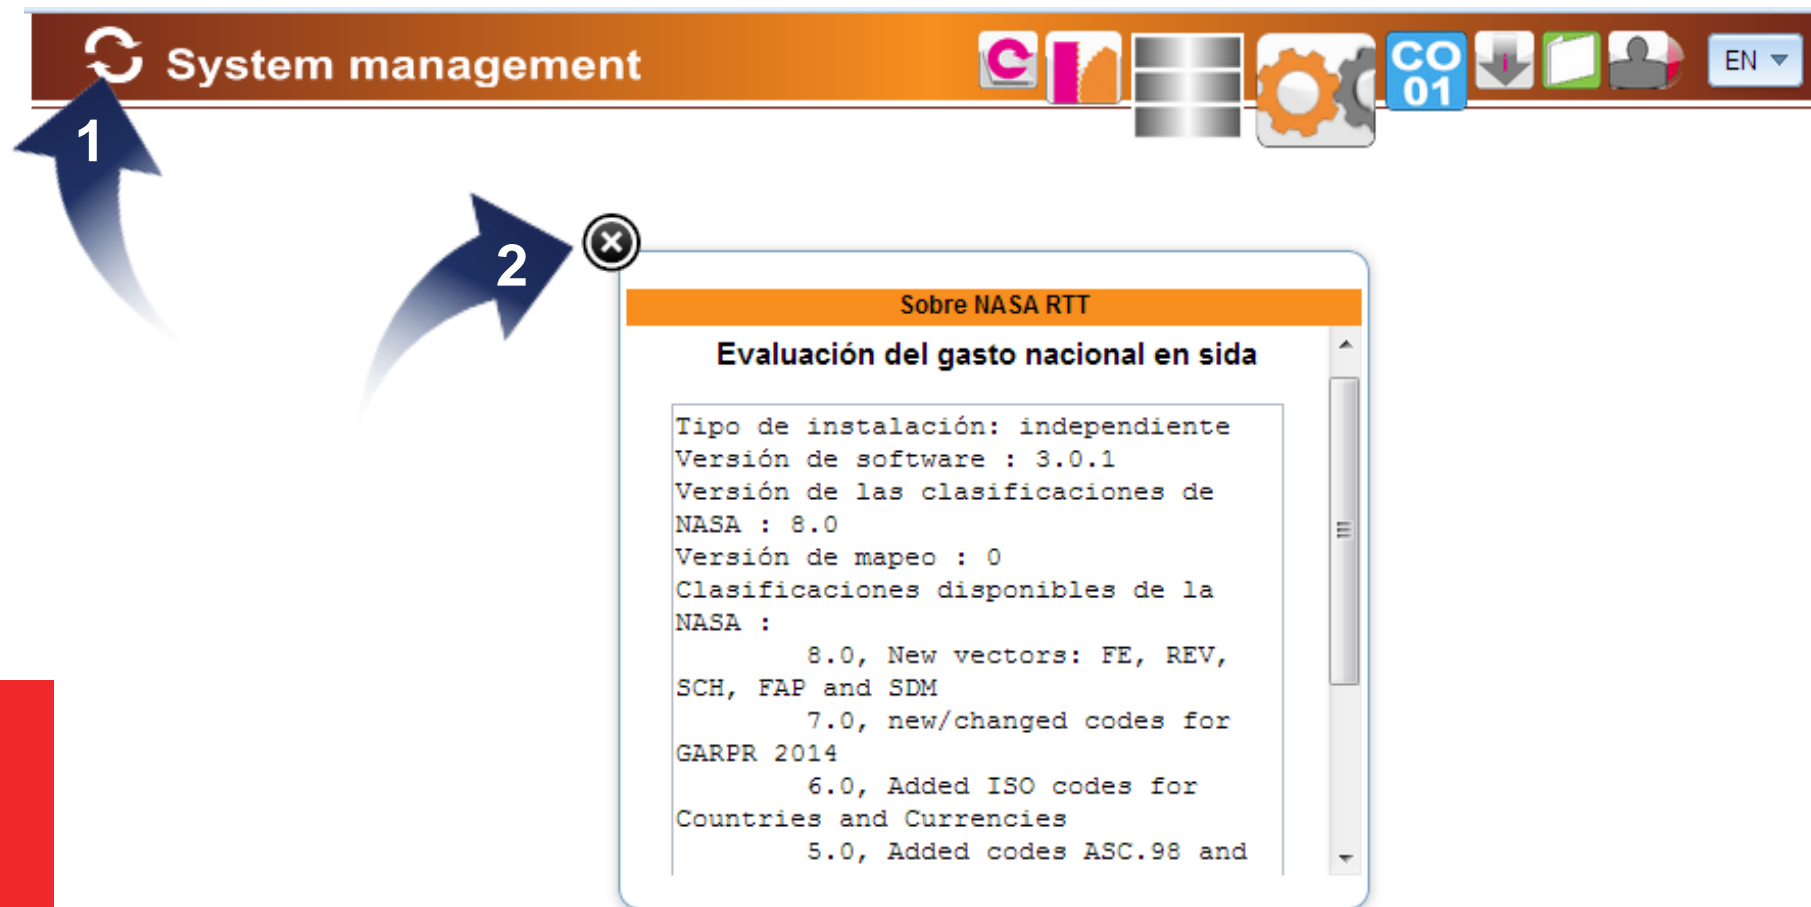 System management
CO
01
i
EN
1
2
Sobre NASA RTT
Evaluación del gasto nacional en sida
Tipo de instalación: independiente
Versión de software : 3.0.1
Versión de las clasificaciones de
NASA : 8.0
Versión de mapeo : 0
Clasificaciones disponibles de la
NASA :
8.0, New vectors: FE, REV,
SCH, FAP and SDM
7.0, new/changed codes for
GARPR 2014
6.0, Added ISO codes for
Countries and Currencies
5.0, Added codes ASC.98 and